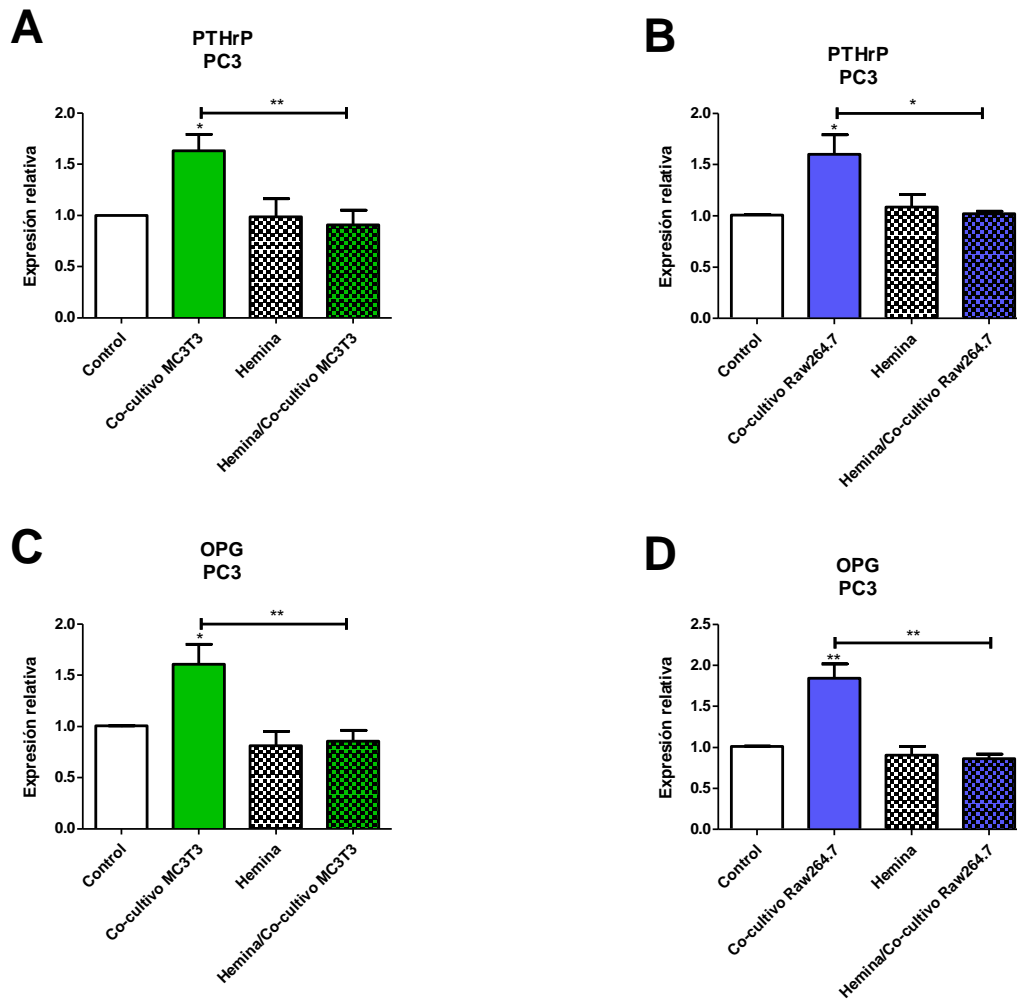 A
PTHrP
PC3
Expresión relativa
2.0
1.5
1.0
0.5
0.0
*
**
Control
Co-cultivo MC3T3
Hemina
Hemina/Co-cultivo MC3T3
B
PTHrP
PC3
Expresión relativa
2.0
1.5
1.0
0.5
0.0
*
*
Control
Co-cultivo Raw264.7
Hemina
Hemina/Co-cultivo Raw264.7
C
OPG
PC3
Expresión relativa
2.0
1.5
1.0
0.5
0.0
*
**
Control
Co-cultivo MC3T3
Hemina
Hemina/Co-cultivo MC3T3
D
OPG
PC3
Expresión relativa
2.5
2.0
1.5
1.0
0.5
0.0
**
**
Control
Co-cultivo Raw264.7
Hemina
Hemina/Co-cultivo Raw264.7